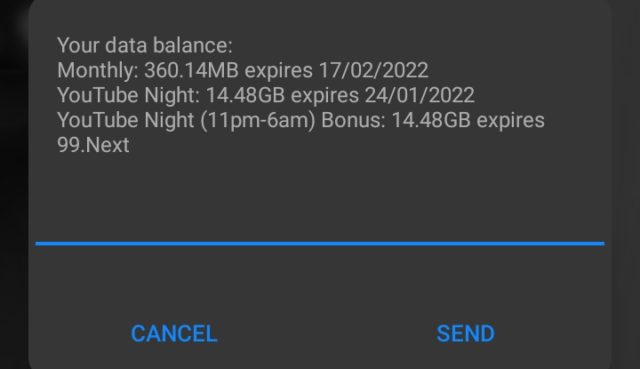 Your data balance:
Monthly: 360.14MB expires 17/02/2022
YouTube Night: 14.48GB expires 24/01/2022
YouTube Night (11pm-6am) Bonus: 14.48GB expires
99.Next
CANCEL SEND